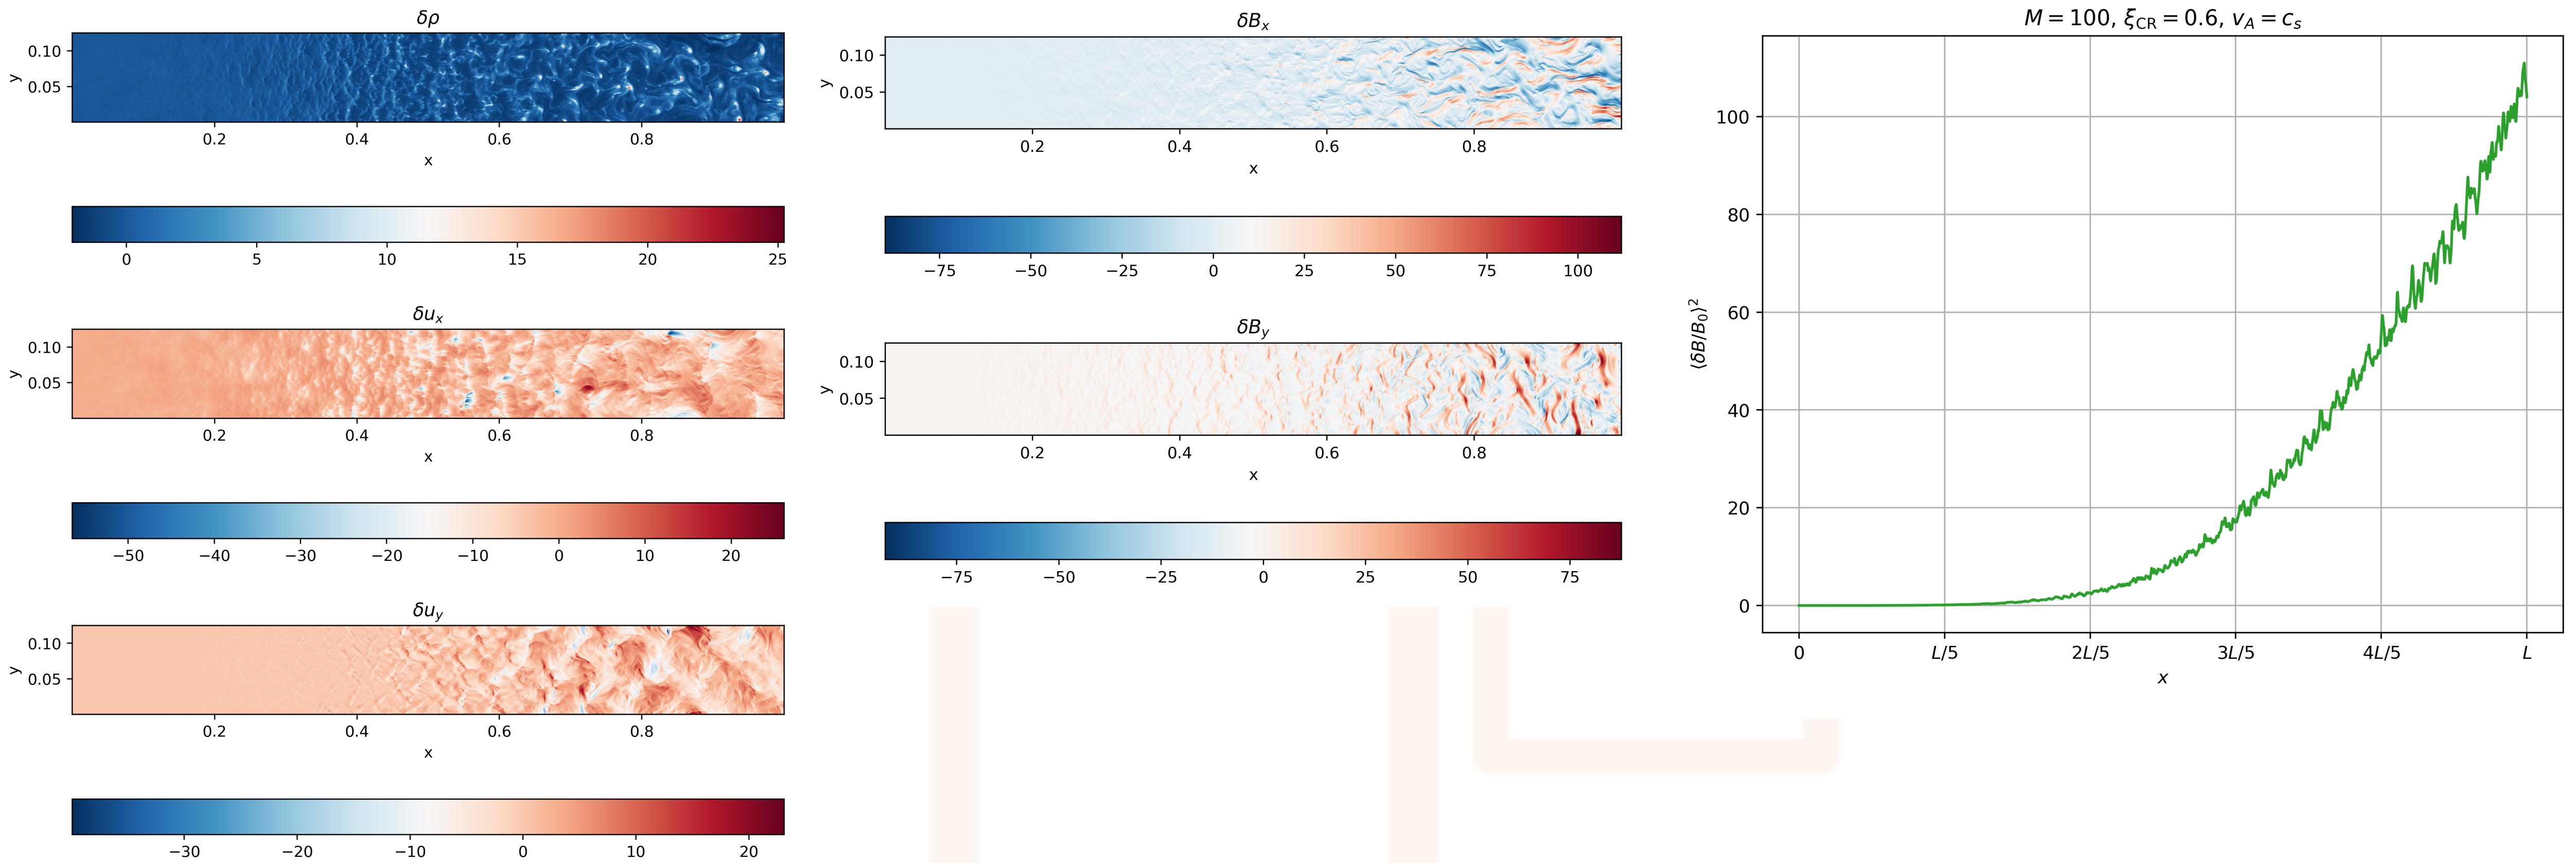 δρ
0.10
0.05
y
0.2 0.4 0.6 0.8
x
0 5 10 15 20 25
δu_x
0.10
0.05
y
0.2 0.4 0.6 0.8
x
−50 −40 −30 −20 −10 0 10 20
δu_y
0.10
0.05
y
0.2 0.4 0.6 0.8
x
−30 −20 −10 0 10 20
δB_x
0.10
0.05
y
0.2 0.4 0.6 0.8
x
−75 −50 −25 0 25 50 75 100
δB_y
0.10
0.05
y
0.2 0.4 0.6 0.8
x
−75 −50 −25 0 25 50 75
M = 100, ξ_CR = 0.6, v_A = c_s
100
80
60
40
20
0
⟨δB/B_0⟩²
0 L/5 2L/5 3L/5 4L/5 L
x